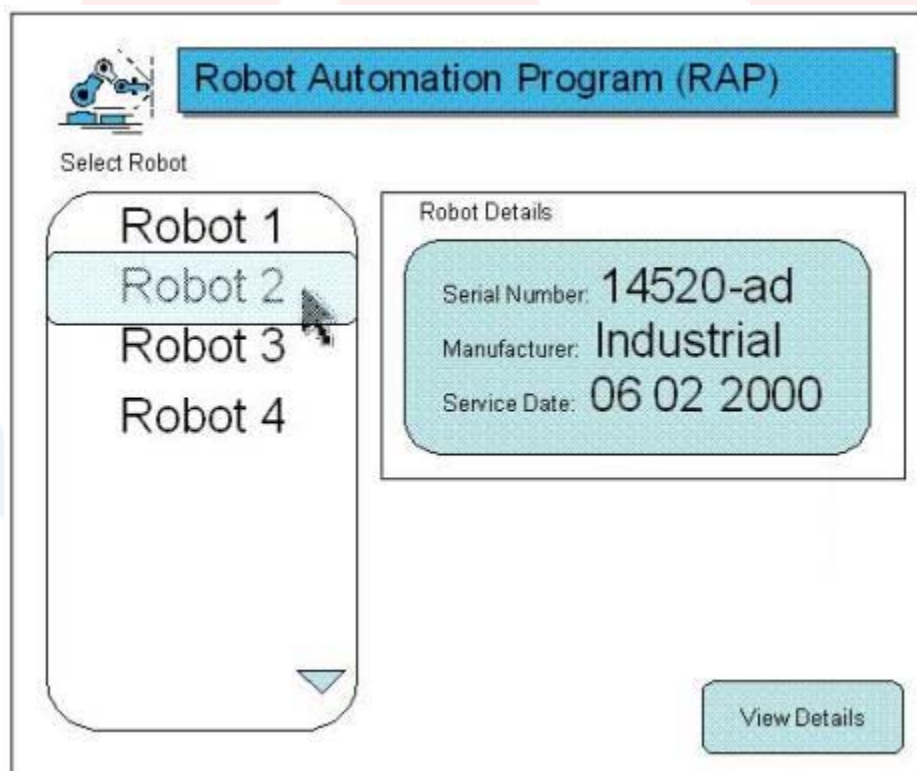 Robot Automation Program (RAP)
Select Robot
Robot 1
Robot 2
Robot 3
Robot 4
Robot Details
Serial Number: 14520-ad
Manufacturer: Industrial
Service Date: 06 02 2000
View Details